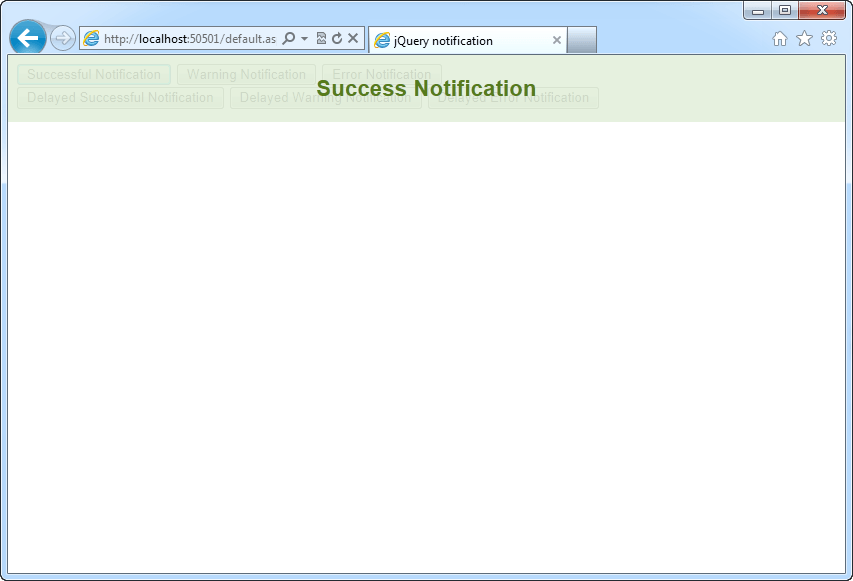 http://localhost:50501/default.as
jQuery notification
Successful Notification Warning Notification Error Notification
Success Notification
Delayed Successful Notification Delayed Warning Notification Delayed Error Notification